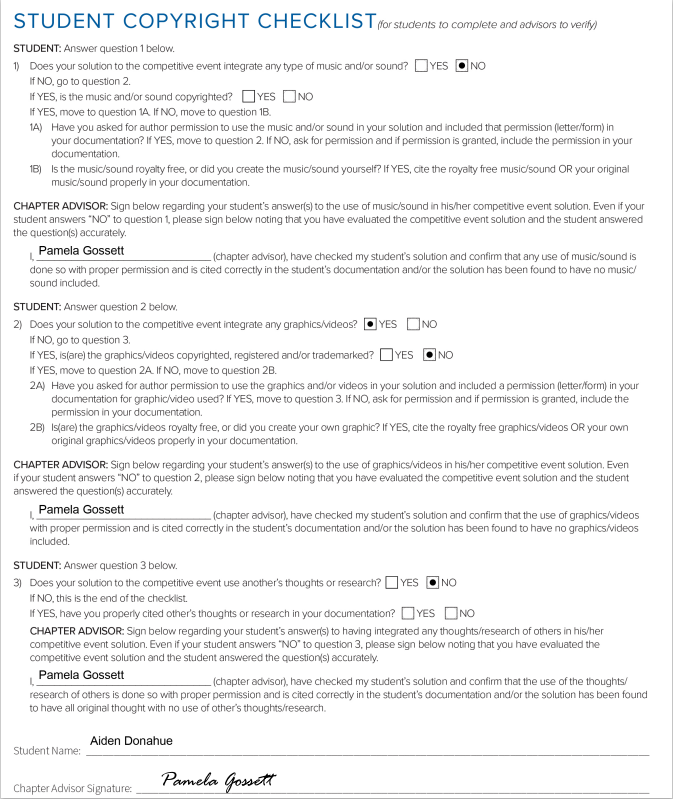 STUDENT COPYRIGHT CHECKLIST (for students to complete and advisors to verify)
STUDENT: Answer question 1 below.
1) Does your solution to the competitive event integrate any type of music and/or sound? YES NO
If NO, go to question 2.
If YES, is the music and/or sound copyrighted? YES NO
If YES, move to question 1A. If NO, move to question 1B.
1A) Have you asked for author permission to use the music and/or sound in your solution and included that permission (letter/form) in
your documentation? If YES, move to question 2. If NO, ask for permission and if permission is granted, include the permission in your
documentation.
1B) Is the music/sound royalty free, or did you create the music/sound yourself? If YES, cite the royalty free music/sound OR your original
music/sound properly in your documentation.
CHAPTER ADVISOR: Sign below regarding your student's answer(s) to the use of music/sound in his/her competitive event solution. Even if your
student answers "NO" to question 1, please sign below noting that you have evaluated the competitive event solution and the student answered
the question(s) accurately.
I, Pamela Gossett (chapter advisor), have checked my student's solution and confirm that any use of music/sound is
done so with proper permission and is cited correctly in the student's documentation and/or the solution has been found to have no music/
sound included.
STUDENT: Answer question 2 below.
2) Does your solution to the competitive event integrate any graphics/videos? YES NO
If NO, go to question 3.
If YES, is(are) the graphics/videos copyrighted, registered and/or trademarked? YES NO
If YES, move to question 2A. If NO, move to question 2B.
2A) Have you asked for author permission to use the graphics and/or videos in your solution and included a permission (letter/form) in your
documentation for graphic/video used? If YES, move to question 3. If NO, ask for permission and if permission is granted, include the
permission in your documentation.
2B) Is(are) the graphics/videos royalty free, or did you create your own graphic? If YES, cite the royalty free graphics/videos OR your own
original graphics/videos properly in your documentation.
CHAPTER ADVISOR: Sign below regarding your student's answer(s) to the use of graphics/videos in his/her competitive event solution. Even
if your student answers "NO" to question 2, please sign below noting that you have evaluated the competitive event solution and the student
answered the question(s) accurately.
I, Pamela Gossett (chapter advisor), have checked my student's solution and confirm that the use of graphics/videos
with proper permission and is cited correctly in the student's documentation and/or the solution has been found to have no graphics/videos
included.
STUDENT: Answer question 3 below.
3) Does your solution to the competitive event use another's thoughts or research? YES NO
If NO, this is the end of the checklist.
If YES, have you properly cited other's thoughts or research in your documentation? YES NO
CHAPTER ADVISOR: Sign below regarding your student's answer(s) to having integrated any thoughts/research of others in his/her
competitive event solution. Even if your student answers "NO" to question 3, please sign below noting that you have evaluated the
competitive event solution and the student answered the question(s) accurately.
I, Pamela Gossett (chapter advisor), have checked my student's solution and confirm that the use of the thoughts/
research of others is done so with proper permission and is cited correctly in the student's documentation and/or the solution has been found
to have all original thought with no use of other's thoughts/research.
Student Name: Aiden Donahue
Chapter Advisor Signature: Pamela Gossett